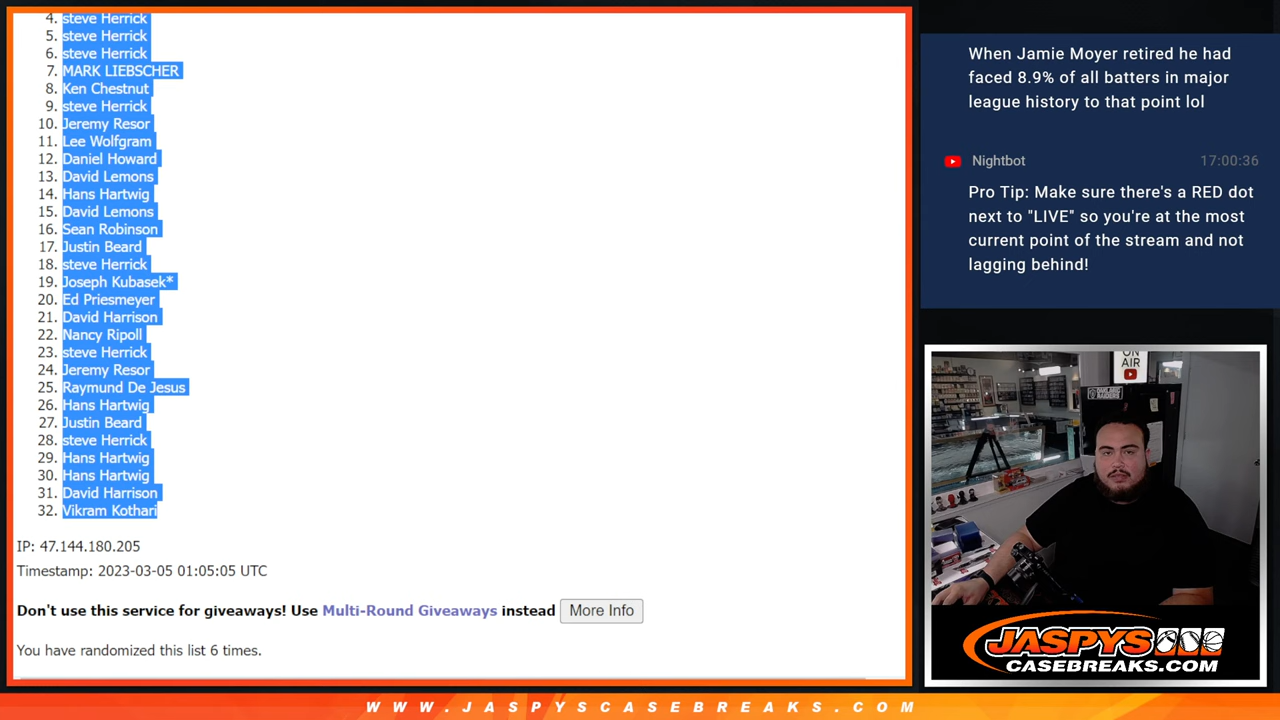 4. steve Herrick
5. steve Herrick
6. steve Herrick
7. MARK LIEBSCHER
8. Ken Chestnut
9. steve Herrick
10. Jeremy Resor
11. Lee Wolfgram
12. Daniel Howard
13. David Lemons
14. Hans Hartwig
15. David Lemons
16. Sean Robinson
17. Justin Beard
18. steve Herrick
19. Joseph Kubasek*
20. Ed Priesmeyer
21. David Harrison
22. Nancy Ripoll
23. steve Herrick
24. Jeremy Resor
25. Raymund De Jesus
26. Hans Hartwig
27. Justin Beard
28. steve Herrick
29. Hans Hartwig
30. Hans Hartwig
31. David Harrison
32. Vikram Kothari
IP: 47.144.180.205
Timestamp: 2023-03-05 01:05:05 UTC
Don't use this service for giveaways! Use Multi-Round Giveaways instead More Info
You have randomized this list 6 times.
When Jamie Moyer retired he had
faced 8.9% of all batters in major
league history to that point lol
Nightbot 17:00:36
Pro Tip: Make sure there's a RED dot
next to "LIVE" so you're at the most
current point of the stream and not
lagging behind!
ON
AIR
JASPYS
CASEBREAKS.COM
WWW.JASPYSCASEBREAKS.COM